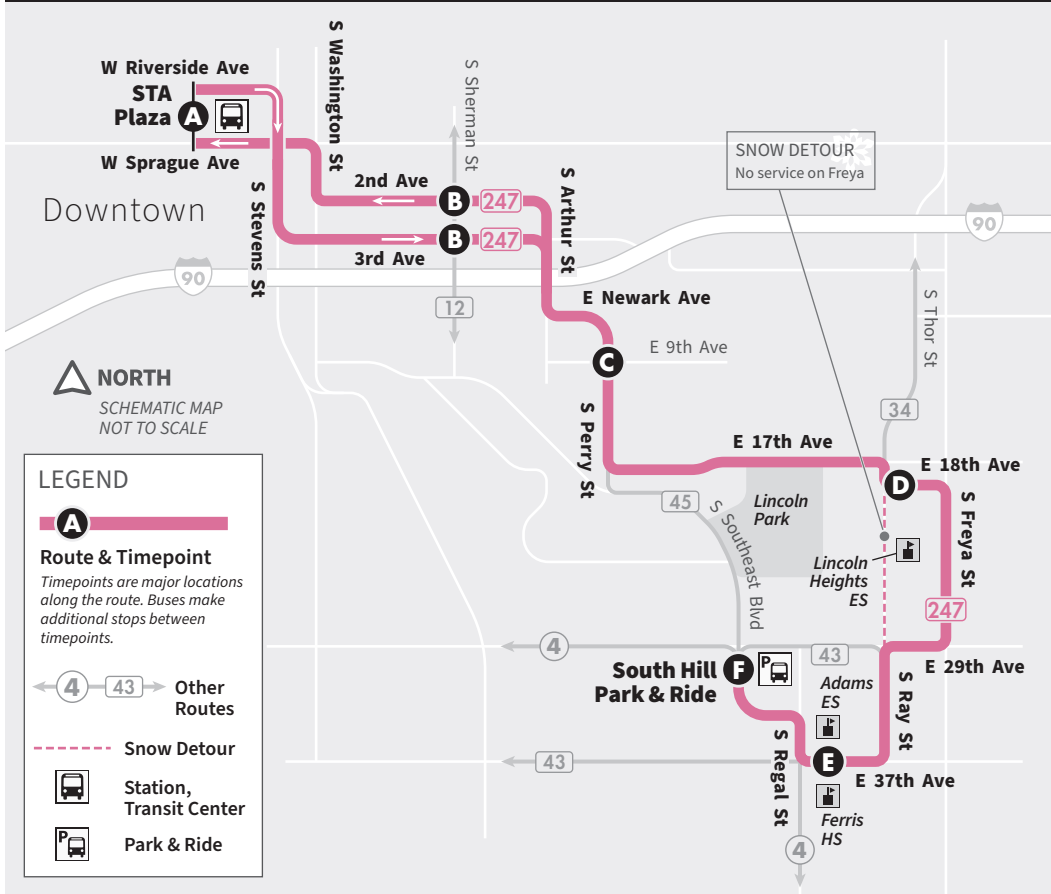 W Riverside Ave
STA
Plaza
A
W Sprague Ave
Downtown
S Stevens St
S Washington St
S Sherman St
2nd Ave
B
247
B
247
3rd Ave
S Arthur St
90
90
12
SNOW DETOUR
No service on Freya
E Newark Ave
E 9th Ave
C
S Thor St
34
NORTH
SCHEMATIC MAP
NOT TO SCALE
S Perry St
E 17th Ave
E 18th Ave
D
45
S Southeast Blvd
Lincoln
Park
Lincoln
Heights
ES
S Freya St
247
4
43
E 29th Ave
South Hill
Park & Ride
F
P
Adams
ES
S Ray St
43
S Regal St
E
E 37th Ave
Ferris
HS
4
LEGEND
A
Route & Timepoint
Timepoints are major locations
along the route. Buses make
additional stops between
timepoints.
4
43
Other
Routes
Snow Detour
Station,
Transit Center
P
Park & Ride